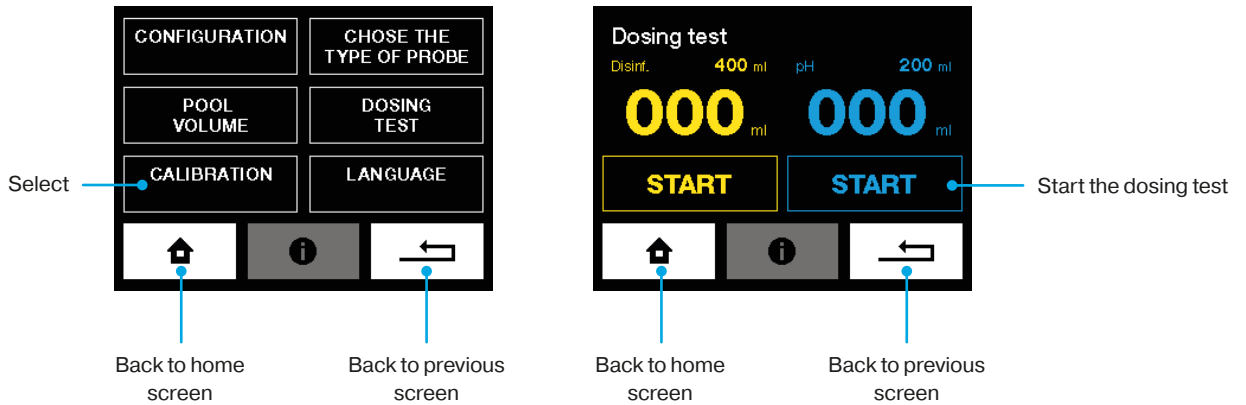 CONFIGURATION
CHOSE THE
TYPE OF PROBE
POOL
VOLUME
DOSING
TEST
CALIBRATION
LANGUAGE
Select
i
Back to home
screen
Back to previous
screen
Dosing test
Disinf. 400 ml pH 200 ml
000 ml 000 ml
START START
Start the dosing test
i
Back to home
screen
Back to previous
screen